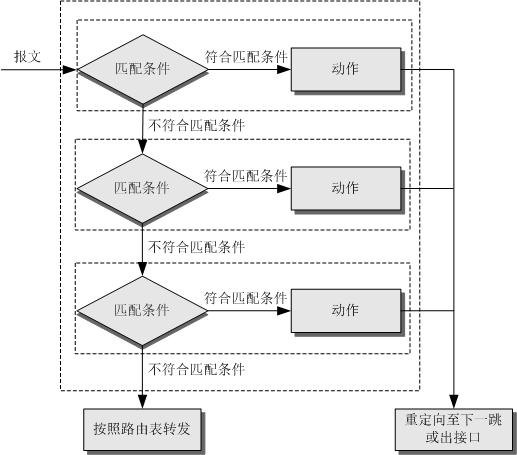 报文
匹配条件
符合匹配条件
动作
不符合匹配条件
匹配条件
符合匹配条件
动作
不符合匹配条件
匹配条件
符合匹配条件
动作
不符合匹配条件
按照路由表转发
重定向至下一跳
或出接口